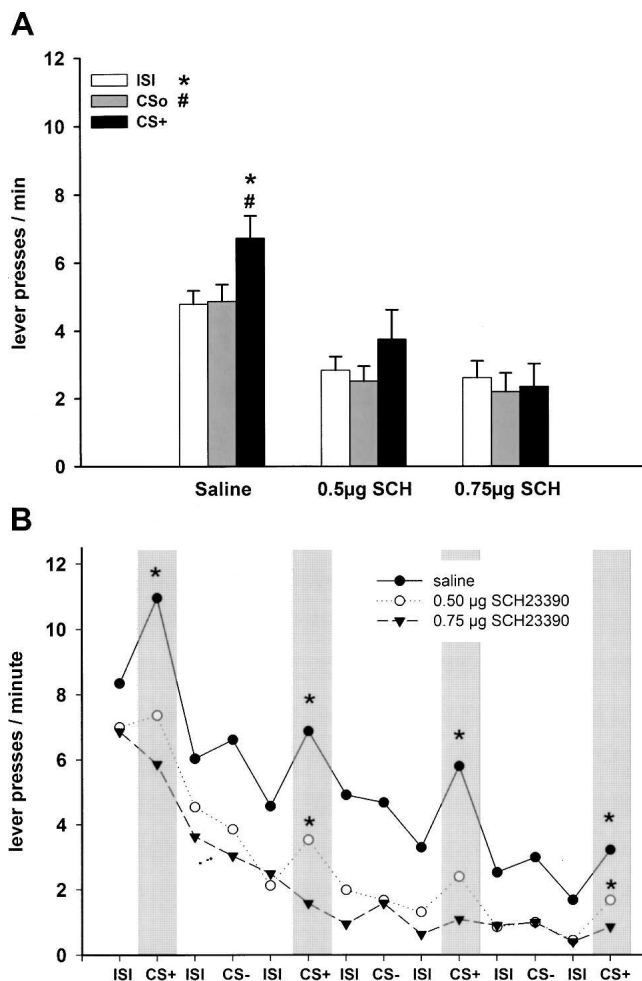 A
ISI *
CSo #
CS+
12
10
8
6
4
2
0
lever presses / min
*
#
Saline 0.5µg SCH 0.75µg SCH
B
12
10
8
6
4
2
0
lever presses / minute
saline
0.50 µg SCH23390
0.75 µg SCH23390
*
*
*
*
*
*
ISI CS+ ISI CS- ISI CS+ ISI CS- ISI CS+ ISI CS- ISI CS+